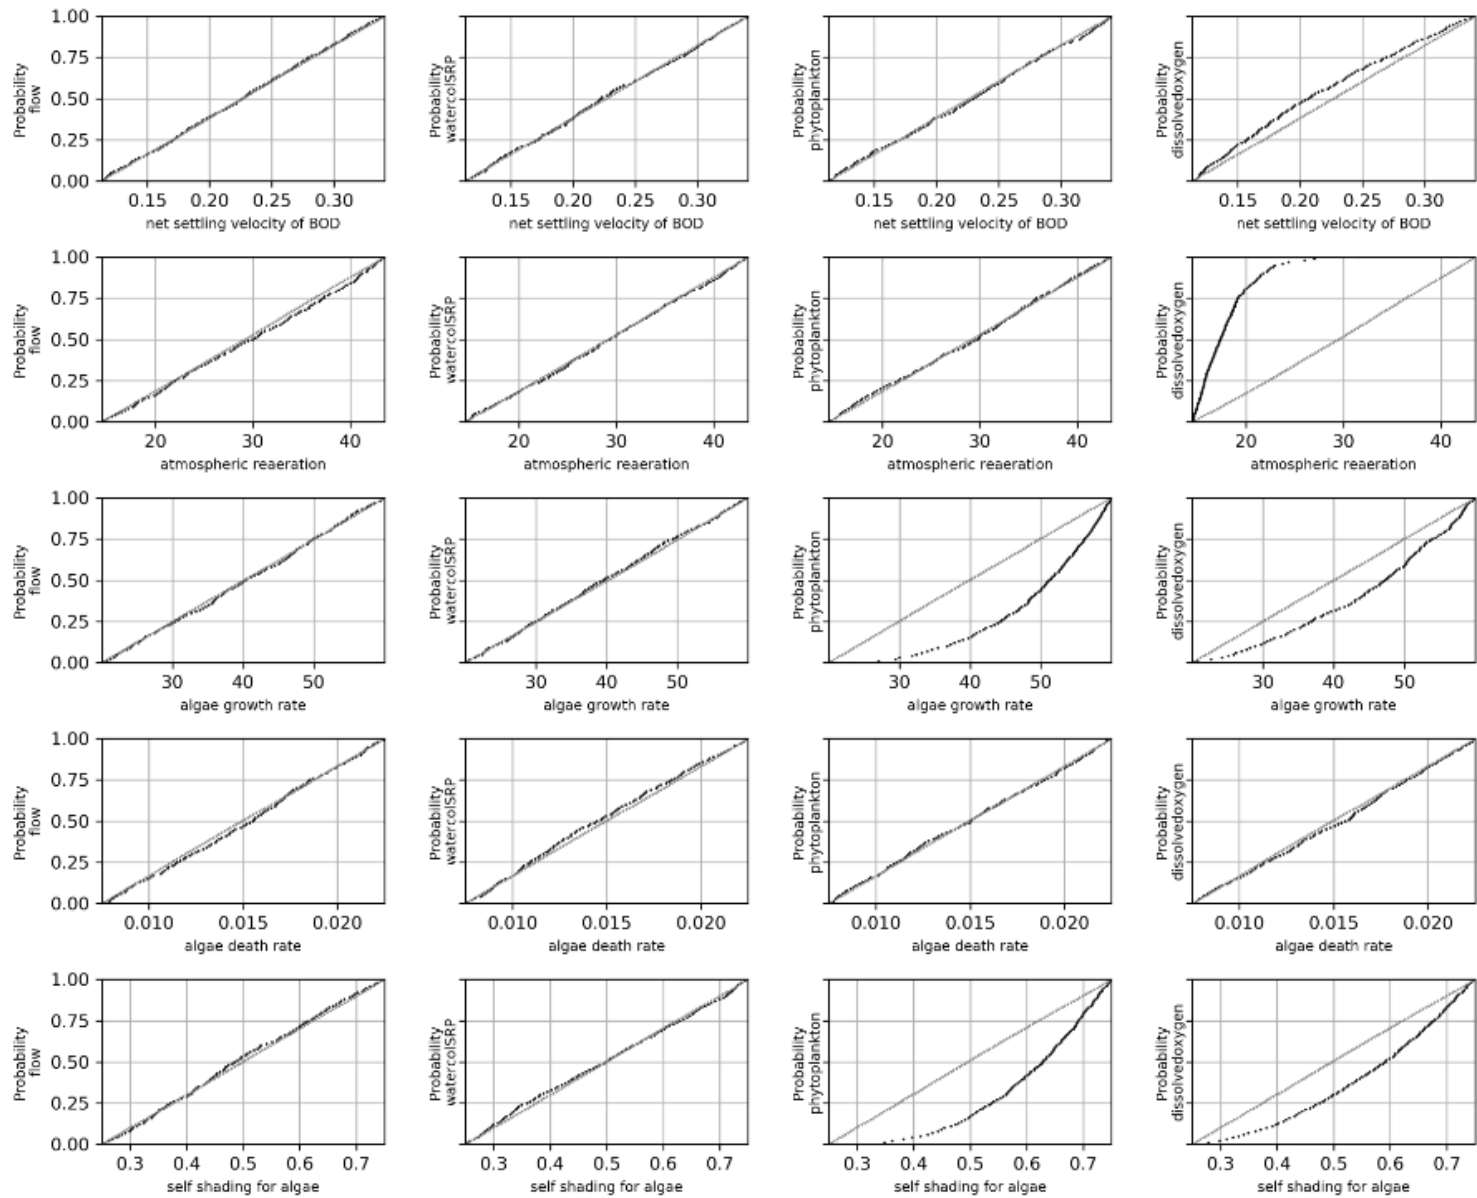 1.00
0.75
0.50
0.25
0.00
Probability
flow
0.15 0.20 0.25 0.30
net settling velocity of BOD
Probability
watercolSRP
0.15 0.20 0.25 0.30
net settling velocity of BOD
Probability
phytoplankton
0.15 0.20 0.25 0.30
net settling velocity of BOD
Probability
dissolvedoxygen
0.15 0.20 0.25 0.30
net settling velocity of BOD
1.00
0.75
0.50
0.25
0.00
Probability
flow
20 30 40
atmospheric reaeration
Probability
watercolSRP
20 30 40
atmospheric reaeration
Probability
phytoplankton
20 30 40
atmospheric reaeration
Probability
dissolvedoxygen
20 30 40
atmospheric reaeration
1.00
0.75
0.50
0.25
0.00
Probability
flow
30 40 50
algae growth rate
Probability
watercolSRP
30 40 50
algae growth rate
Probability
phytoplankton
30 40 50
algae growth rate
Probability
dissolvedoxygen
30 40 50
algae growth rate
1.00
0.75
0.50
0.25
0.00
Probability
flow
0.010 0.015 0.020
algae death rate
Probability
watercolSRP
0.010 0.015 0.020
algae death rate
Probability
phytoplankton
0.010 0.015 0.020
algae death rate
Probability
dissolvedoxygen
0.010 0.015 0.020
algae death rate
1.00
0.75
0.50
0.25
0.00
Probability
flow
0.3 0.4 0.5 0.6 0.7
self shading for algae
Probability
watercolSRP
0.3 0.4 0.5 0.6 0.7
self shading for algae
Probability
phytoplankton
0.3 0.4 0.5 0.6 0.7
self shading for algae
Probability
dissolvedoxygen
0.3 0.4 0.5 0.6 0.7
self shading for algae